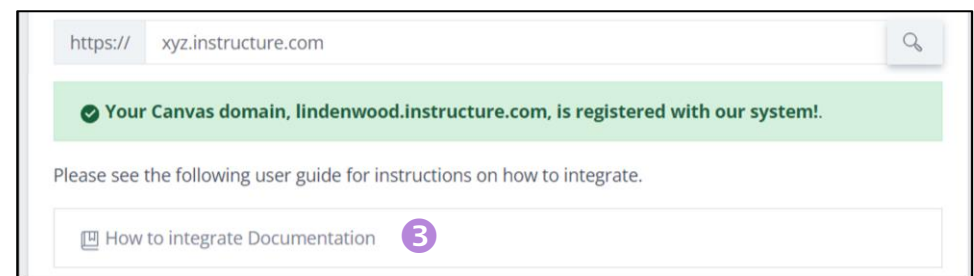 https:// xyz.instructure.com
Your Canvas domain, lindenwood.instructure.com, is registered with our system!.
Please see the following user guide for instructions on how to integrate.
How to integrate Documentation 3